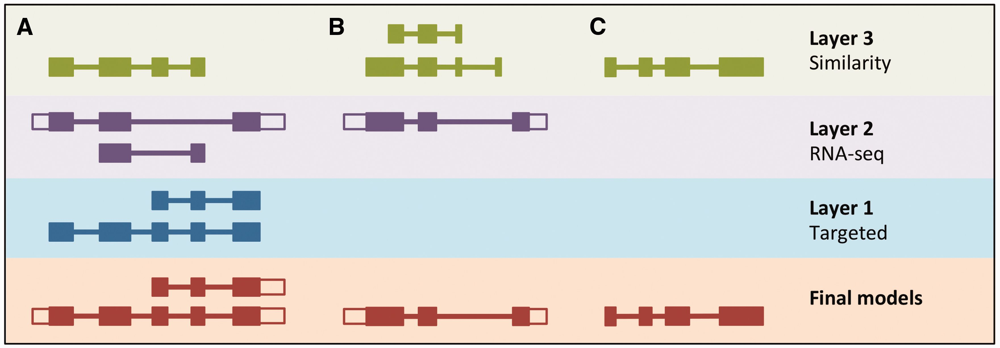 A
B
C
Layer 3
Similarity
Layer 2
RNA-seq
Layer 1
Targeted
Final models